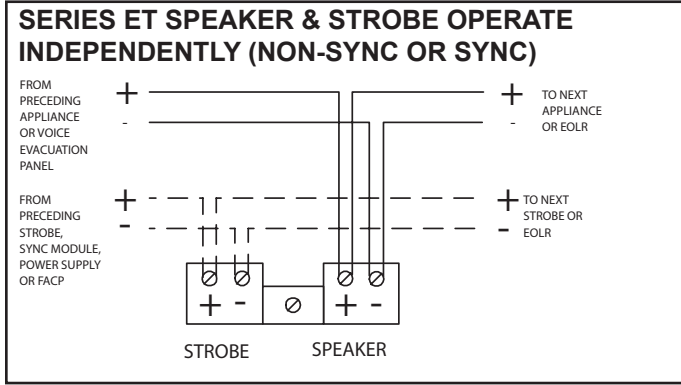 SERIES ET SPEAKER & STROBE OPERATE
INDEPENDENTLY (NON-SYNC OR SYNC)
FROM
PRECEDING
APPLIANCE
OR VOICE
EVACUATION
PANEL
+
-
+
-
TO NEXT
APPLIANCE
OR EOLR
FROM
PRECEDING
STROBE,
SYNC MODULE,
POWER SUPPLY
OR FACP
+
-
+
-
TO NEXT
STROBE OR
EOLR
+ -
+ -
STROBE
SPEAKER